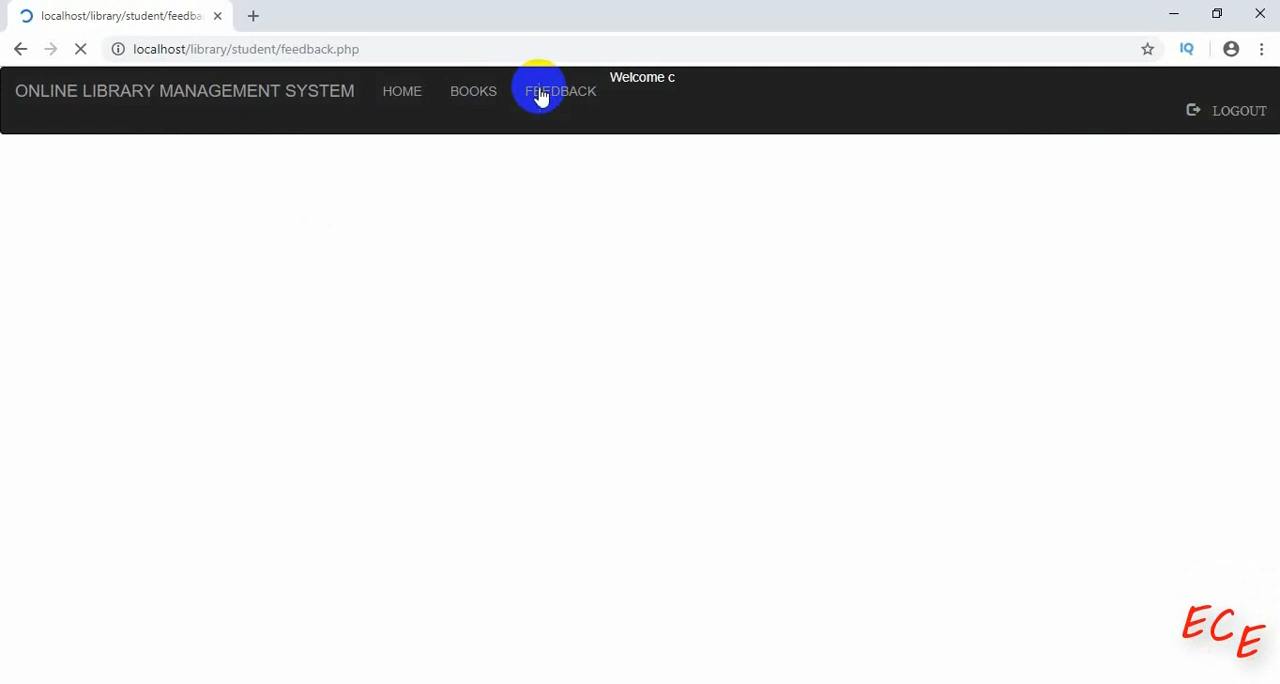 localhost/library/student/feedba
localhost/library/student/feedback.php
IQ
Welcome c
ONLINE LIBRARY MANAGEMENT SYSTEM HOME BOOKS FEEDBACK
LOGOUT
ECE